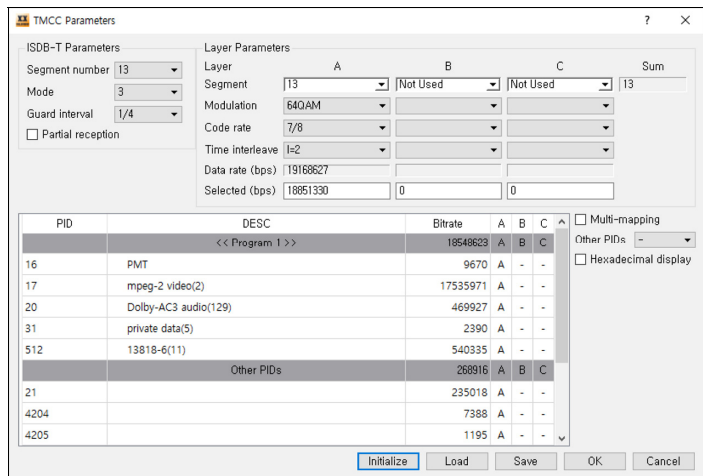 TMCC Parameters ? ×
ISDB-T Parameters
Segment number 13
Mode 3
Guard interval 1/4
Partial reception
Layer Parameters
Layer A B C Sum
Segment 13 Not Used Not Used 13
Modulation 64QAM
Code rate 7/8
Time interleave I=2
Data rate (bps) 19168627
Selected (bps) 18851330 0 0
PID DESC Bitrate A B C
<< Program 1 >> 18548623 A B C
16 PMT 9670 A - -
17 mpeg-2 video(2) 17535971 A - -
20 Dolby-AC3 audio(129) 469927 A - -
31 private data(5) 2390 A - -
512 13818-6(11) 540335 A - -
Other PIDs 268916 A B C
21 235018 A - -
4204 7388 A - -
4205 1195 A - -
Multi-mapping
Other PIDs -
Hexadecimal display
Initialize Load Save OK Cancel